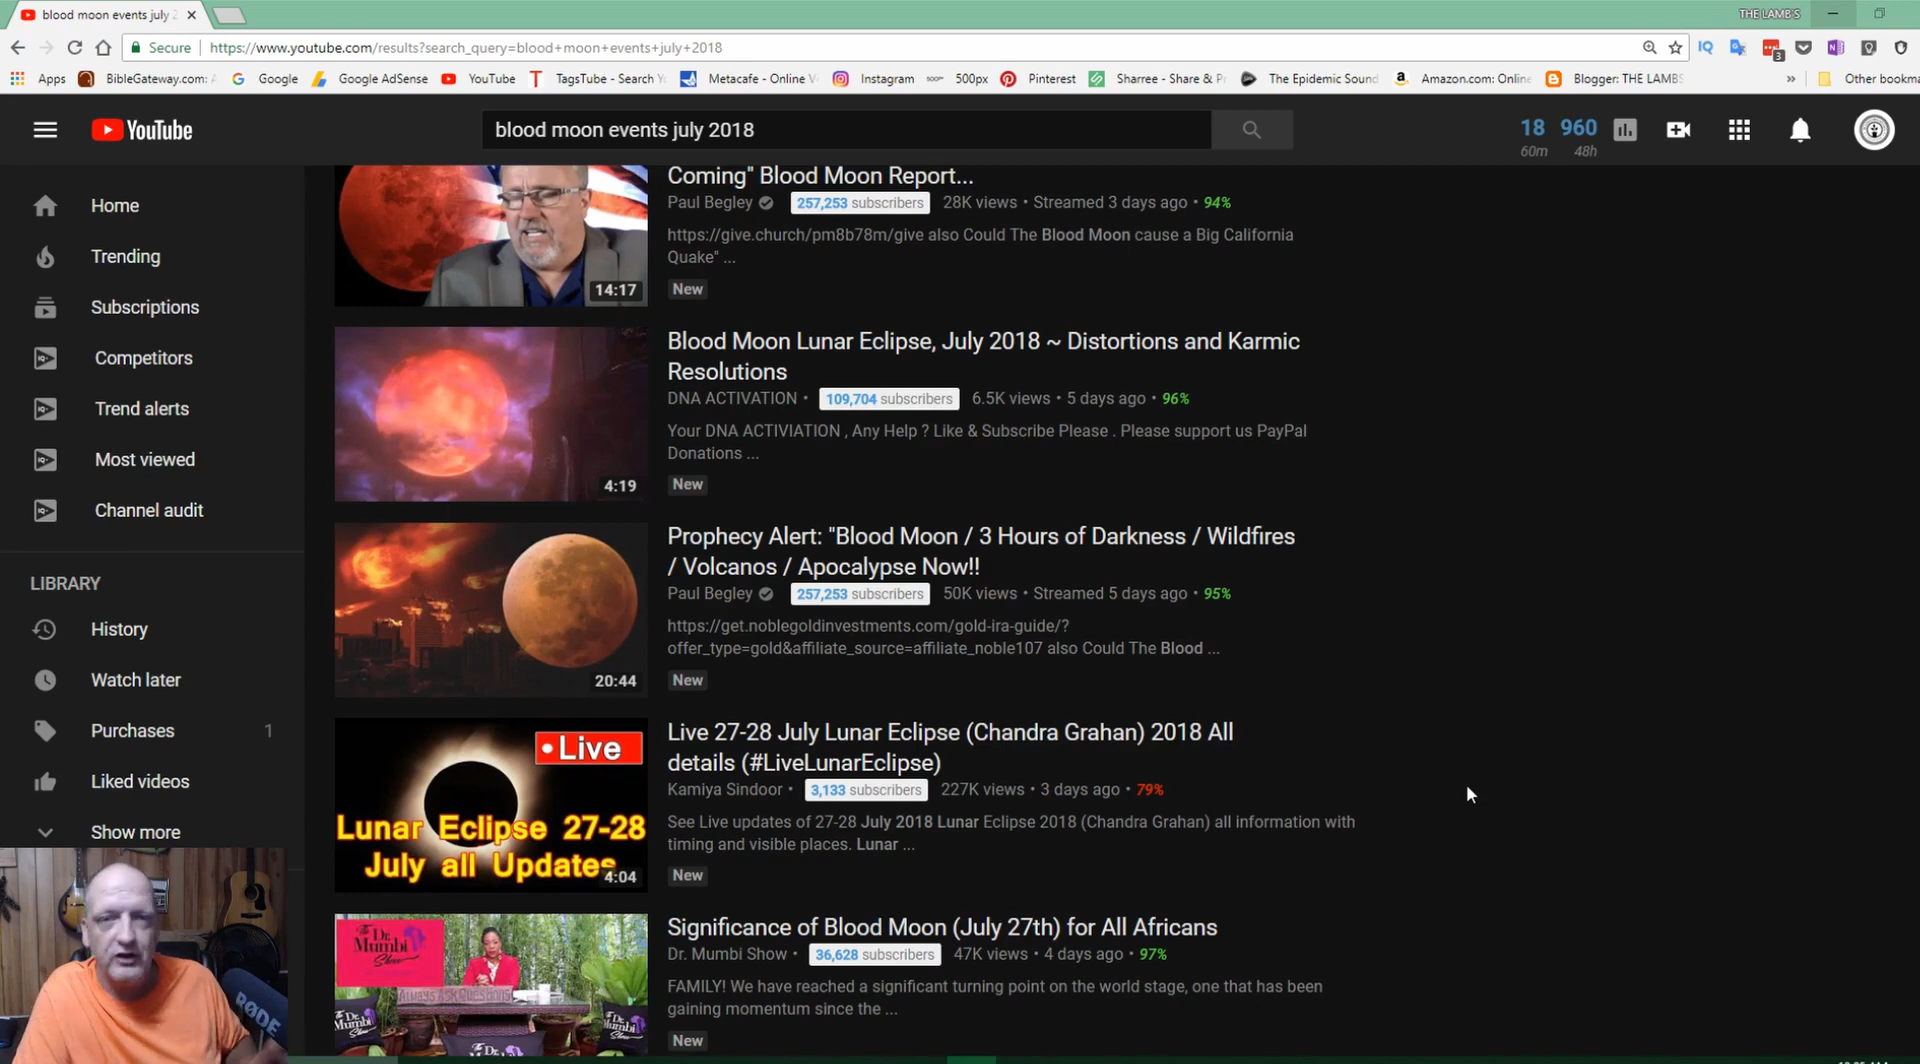 blood moon events july 2
THE LAMB'S
Secure
https://www.youtube.com/results?search_query=blood+moon+events+july+2018
IQ
3
Apps
BibleGateway.com:
Google
Google AdSense
YouTube
TagsTube - Search
Metacafe - Online
Instagram
500px
Pinterest
Sharree - Share &
The Epidemic Sound
Amazon.com: Online
Blogger: THE LAMBS
»
Other bookma
YouTube
blood moon events july 2018
18
60m
960
48h
Home
Trending
Subscriptions
Competitors
Trend alerts
Most viewed
Channel audit
LIBRARY
History
Watch later
Purchases 1
Liked videos
Show more
RØDE
14:17
Coming" Blood Moon Report...
Paul Begley 257,253 subscribers 28K views • Streamed 3 days ago • 94%
https://give.church/pm8b78m/give also Could The Blood Moon cause a Big California
Quake" ...
New
4:19
Blood Moon Lunar Eclipse, July 2018 ~ Distortions and Karmic
Resolutions
DNA ACTIVATION • 109,704 subscribers 6.5K views • 5 days ago • 96%
Your DNA ACTIVIATION , Any Help ? Like & Subscribe Please . Please support us PayPal
Donations ...
New
20:44
Prophecy Alert: "Blood Moon / 3 Hours of Darkness / Wildfires
/ Volcanos / Apocalypse Now!!
Paul Begley 257,253 subscribers 50K views • Streamed 5 days ago • 95%
https://get.noblegoldinvestments.com/gold-ira-guide/?
offer_type=gold&affiliate_source=affiliate_noble107 also Could The Blood ...
New
• Live
Lunar Eclipse 27-28
July all Updates
4:04
Live 27-28 July Lunar Eclipse (Chandra Grahan) 2018 All
details (#LiveLunarEclipse)
Kamiya Sindoor • 3,133 subscribers 227K views • 3 days ago • 79%
See Live updates of 27-28 July 2018 Lunar Eclipse 2018 (Chandra Grahan) all information with
timing and visible places. Lunar ...
New
The Dr.
Mumbi
Show
ALWAYS ASK QUESTIONS
Significance of Blood Moon (July 27th) for All Africans
Dr. Mumbi Show • 36,628 subscribers 47K views • 4 days ago • 97%
FAMILY! We have reached a significant turning point on the world stage, one that has been
gaining momentum since the ...
New